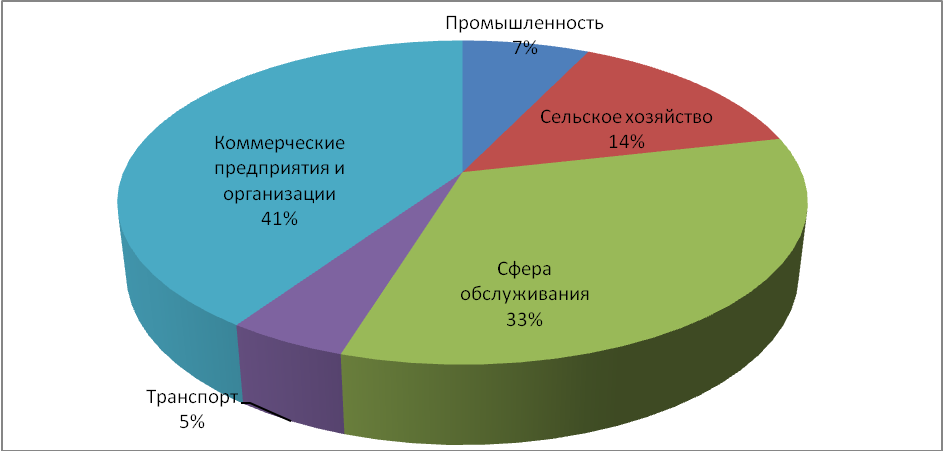 Промышленность
7%
Сельское хозяйство
14%
Коммерческие
предприятия и
организации
41%
Сфера
обслуживания
33%
Транспорт
5%